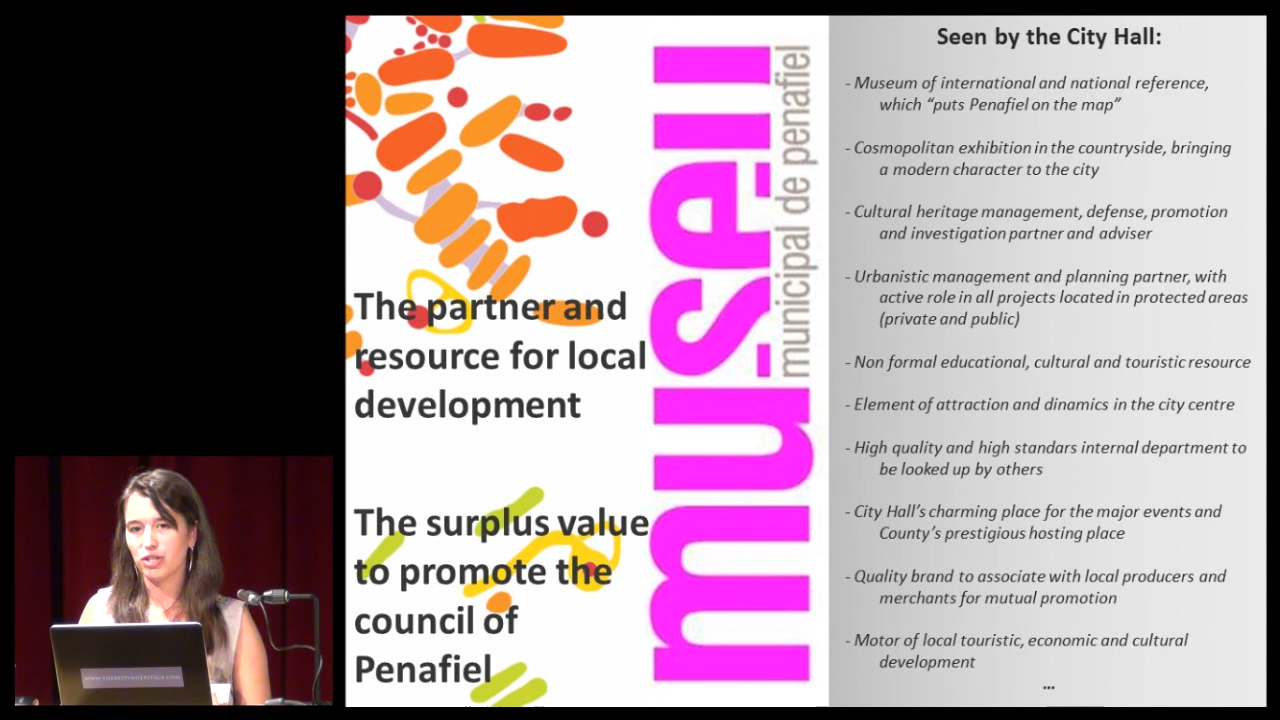 The partner and
resource for local
development
The surplus value
to promote the
council of
Penafiel
museu
municipal de penafiel
Seen by the City Hall:
- Museum of international and national reference,
which “puts Penafiel on the map”
- Cosmopolitan exhibition in the countryside, bringing
a modern character to the city
- Cultural heritage management, defense, promotion
and investigation partner and adviser
- Urbanistic management and planning partner, with
active role in all projects located in protected areas
(private and public)
- Non formal educational, cultural and touristic resource
- Element of attraction and dinamics in the city centre
- High quality and high standars internal department to
be looked up by others
- City Hall’s charming place for the major events and
County’s prestigious hosting place
- Quality brand to associate with local producers and
merchants for mutual promotion
- Motor of local touristic, economic and cultural
development
...
WWW.THEBESTINHERITAGE.COM